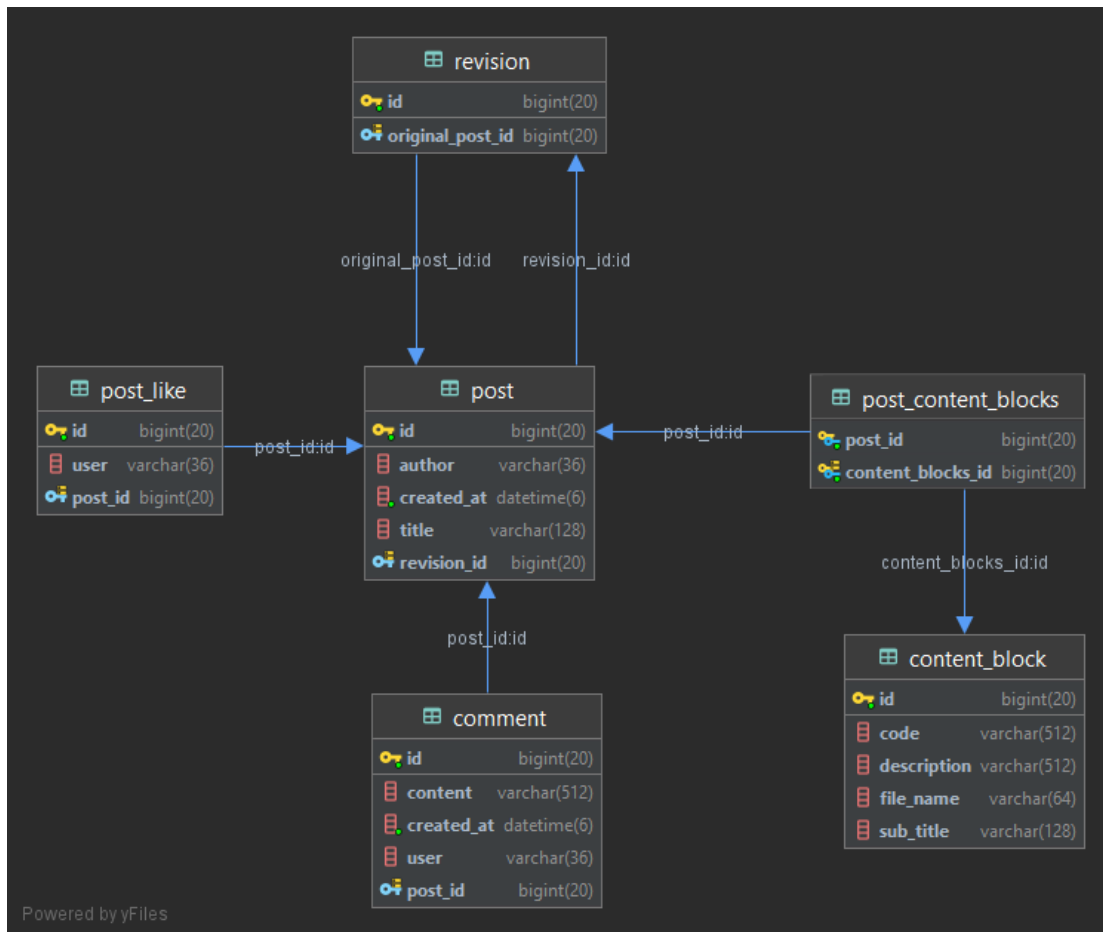 revision
id bigint(20)
original_post_id bigint(20)
original_post_id:id
revision_id:id
post_like
id bigint(20)
user varchar(36)
post_id bigint(20)
post_id:id
post
id bigint(20)
author varchar(36)
created_at datetime(6)
title varchar(128)
revision_id bigint(20)
post_id:id
post_content_blocks
post_id bigint(20)
content_blocks_id bigint(20)
content_blocks_id:id
post_id:id
content_block
id bigint(20)
code varchar(512)
description varchar(512)
file_name varchar(64)
sub_title varchar(128)
comment
id bigint(20)
content varchar(512)
created_at datetime(6)
user varchar(36)
post_id bigint(20)
Powered by yFiles